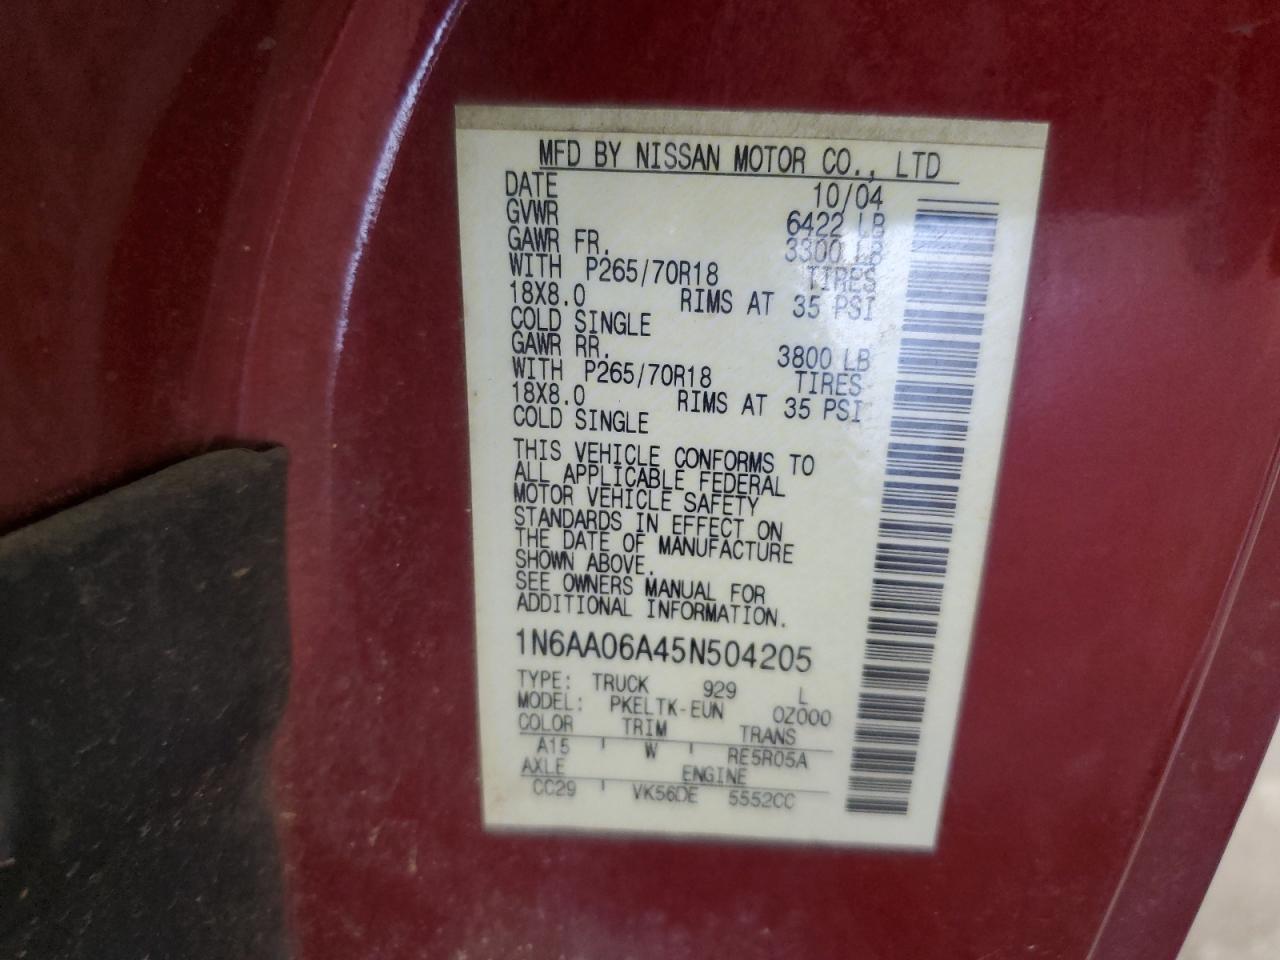 MFD BY NISSAN MOTOR CO., LTD
DATE 10/04
GVWR 6422 LB
GAWR FR. 3300 LB
WITH P265/70R18 TIRES
18X8.0 RIMS AT 35 PSI
COLD SINGLE
GAWR RR. 3800 LB
WITH P265/70R18 TIRES
18X8.0 RIMS AT 35 PSI
COLD SINGLE
THIS VEHICLE CONFORMS TO
ALL APPLICABLE FEDERAL
MOTOR VEHICLE SAFETY
STANDARDS IN EFFECT ON
THE DATE OF MANUFACTURE
SHOWN ABOVE.
SEE OWNERS MANUAL FOR
ADDITIONAL INFORMATION.
1N6AA06A45N504205
TYPE: TRUCK 929 L
MODEL: PKELTK-EUN 0Z000
COLOR TRIM TRANS
A15 W RE5R05A
AXLE ENGINE
CC29 VK56DE 5552CC